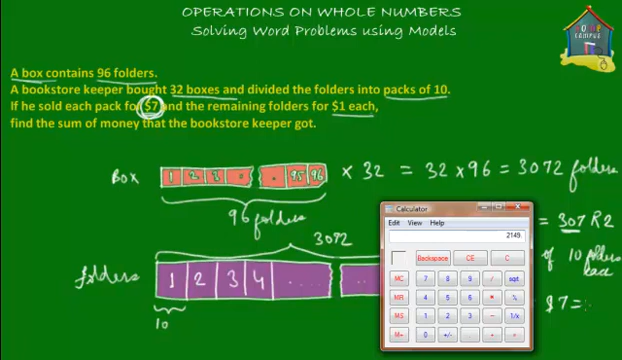 OPERATIONS ON WHOLE NUMBERS
Solving Word Problems using Models
HOME
CAMPUS
A box contains 96 folders.
A bookstore keeper bought 32 boxes and divided the folders into packs of 10.
If he sold each pack for $7 and the remaining folders for $1 each,
find the sum of money that the bookstore keeper got.
Box 1 2 3 . . 95 96 × 32 = 32 × 96 = 3072 folders
96 folders
3072
= 307 R2
of 10 folders
each
folders 1 2 3 4 . . . . . .
10
$7 =
Calculator
Edit View Help
2149.
Backspace CE C
MC 7 8 9 / sqrt
MR 4 5 6 * %
MS 1 2 3 − 1/x
M+ 0 +/- . + =